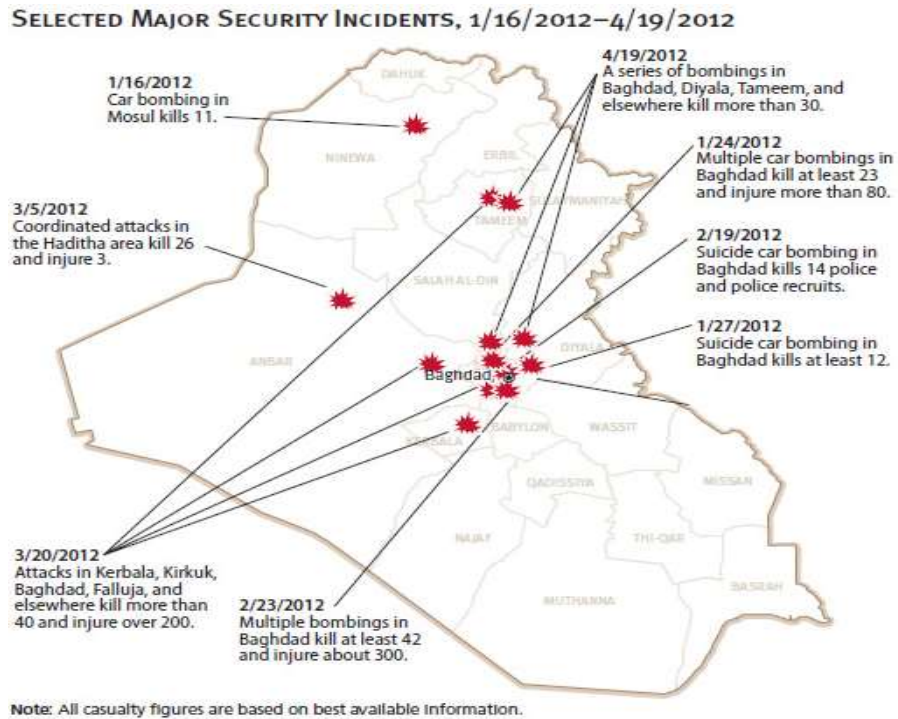 SELECTED MAJOR SECURITY INCIDENTS, 1/16/2012–4/19/2012
1/16/2012
Car bombing in
Mosul kills 11.
4/19/2012
A series of bombings in
Baghdad, Diyala, Tameem, and
elsewhere kill more than 30.
1/24/2012
Multiple car bombings in
Baghdad kill at least 23
and injure more than 80.
3/5/2012
Coordinated attacks in
the Haditha area kill 26
and injure 3.
2/19/2012
Suicide car bombing in
Baghdad kills 14 police
and police recruits.
1/27/2012
Suicide car bombing in
Baghdad kills at least 12.
DAHUK
NINEWA
ERBIL
SULAYMANIYAH
TAMEEM
SALAH AL-DIN
DIYALA
ANBAR
Baghdad
KERBALA
BABYLON
WASSIT
QADISSIYA
MISSAN
NAJAF
THI-QAR
BASRAH
MUTHANNA
3/20/2012
Attacks in Kerbala, Kirkuk,
Baghdad, Falluja, and
elsewhere kill more than
40 and injure over 200.
2/23/2012
Multiple bombings in
Baghdad kill at least 42
and injure about 300.
Note: All casualty figures are based on best available information.